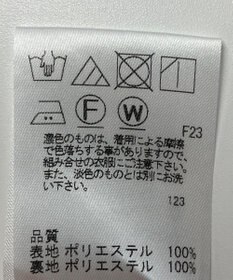 F W F23
濃色のものは、着用による摩擦
で色落ちする事がありますので、
組み合せの衣服にご注意下さい。
また、淡色のものとは別にお洗
い下さい。
123
品質
表地 ポリエステル 100%
裏地 ポリエステル 100%